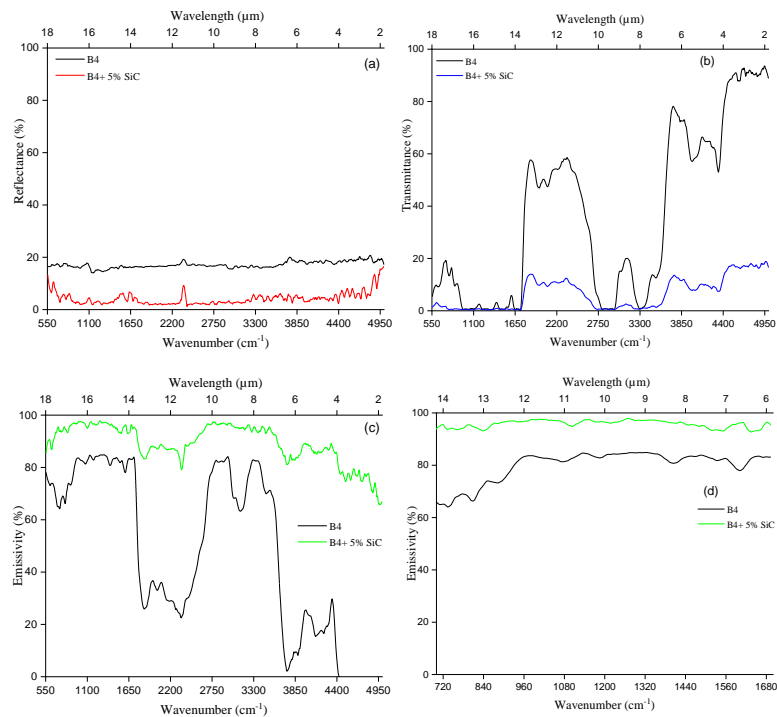 Wavelength (µm)
18 16 14 12 10 8 6 4 2
100
80
60
40
20
0
Reflectance (%)
B4
B4+ 5% SiC
(a)
550 1100 1650 2200 2750 3300 3850 4400 4950
Wavenumber (cm-1)
Wavelength (µm)
18 16 14 12 10 8 6 4 2
100
80
60
40
20
0
Transmittance (%)
B4
B4+ 5% SiC
(b)
550 1100 1650 2200 2750 3300 3850 4400 4950
Wavenumber (cm-1)
Wavelength (µm)
18 16 14 12 10 8 6 4 2
100
80
60
40
20
0
Emissivity (%)
(c)
B4
B4+ 5% SiC
550 1100 1650 2200 2750 3300 3850 4400 4950
Wavenumber (cm-1)
Wavelength (µm)
14 13 12 11 10 9 8 7 6
100
80
60
40
20
0
Emissivity (%)
(d)
B4
B4+ 5% SiC
720 840 960 1080 1200 1320 1440 1560 1680
Wavenumber (cm-1)